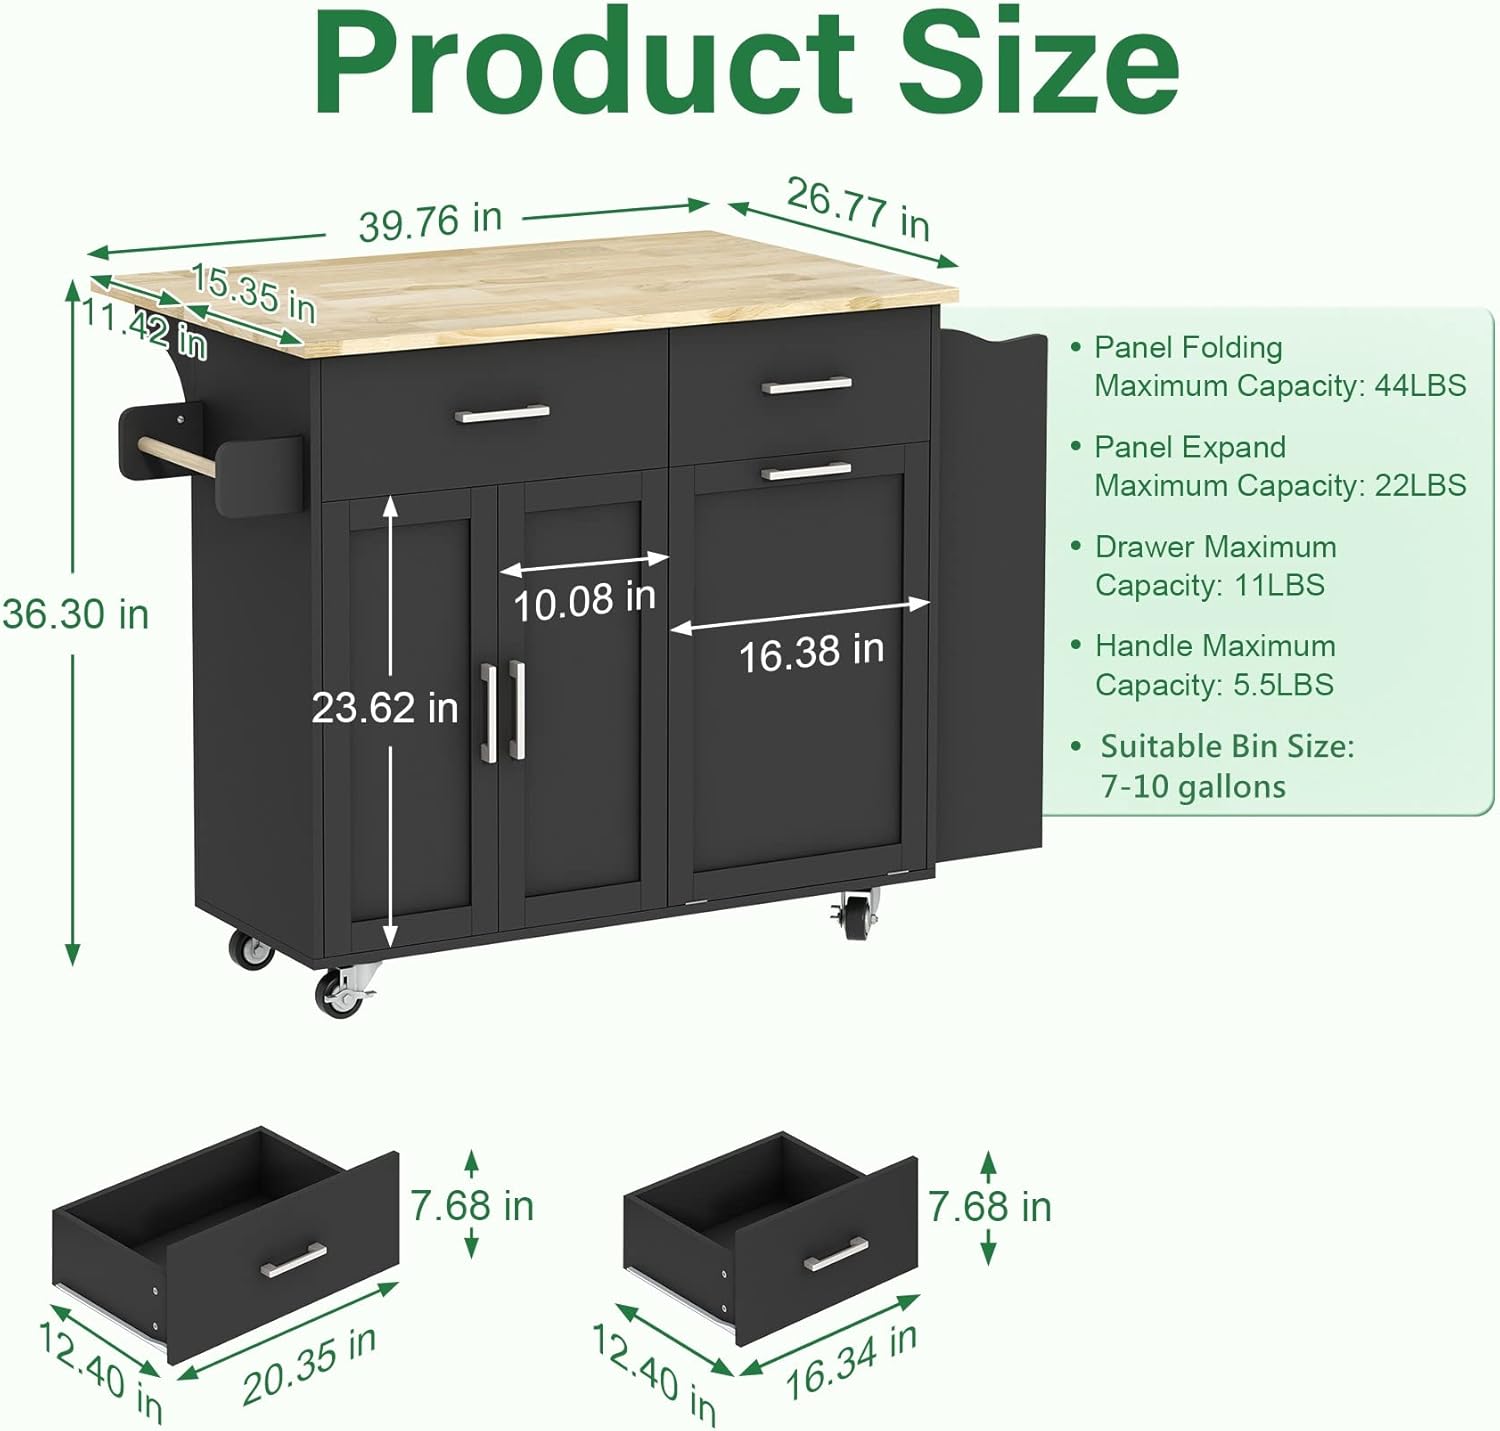 Product Size
39.76 in
26.77 in
15.35 in
11.42 in
36.30 in
10.08 in
16.38 in
23.62 in
• Panel Folding
Maximum Capacity: 44LBS
• Panel Expand
Maximum Capacity: 22LBS
• Drawer Maximum
Capacity: 11LBS
• Handle Maximum
Capacity: 5.5LBS
• Suitable Bin Size:
7-10 gallons
7.68 in
12.40 in
20.35 in
7.68 in
12.40 in
16.34 in